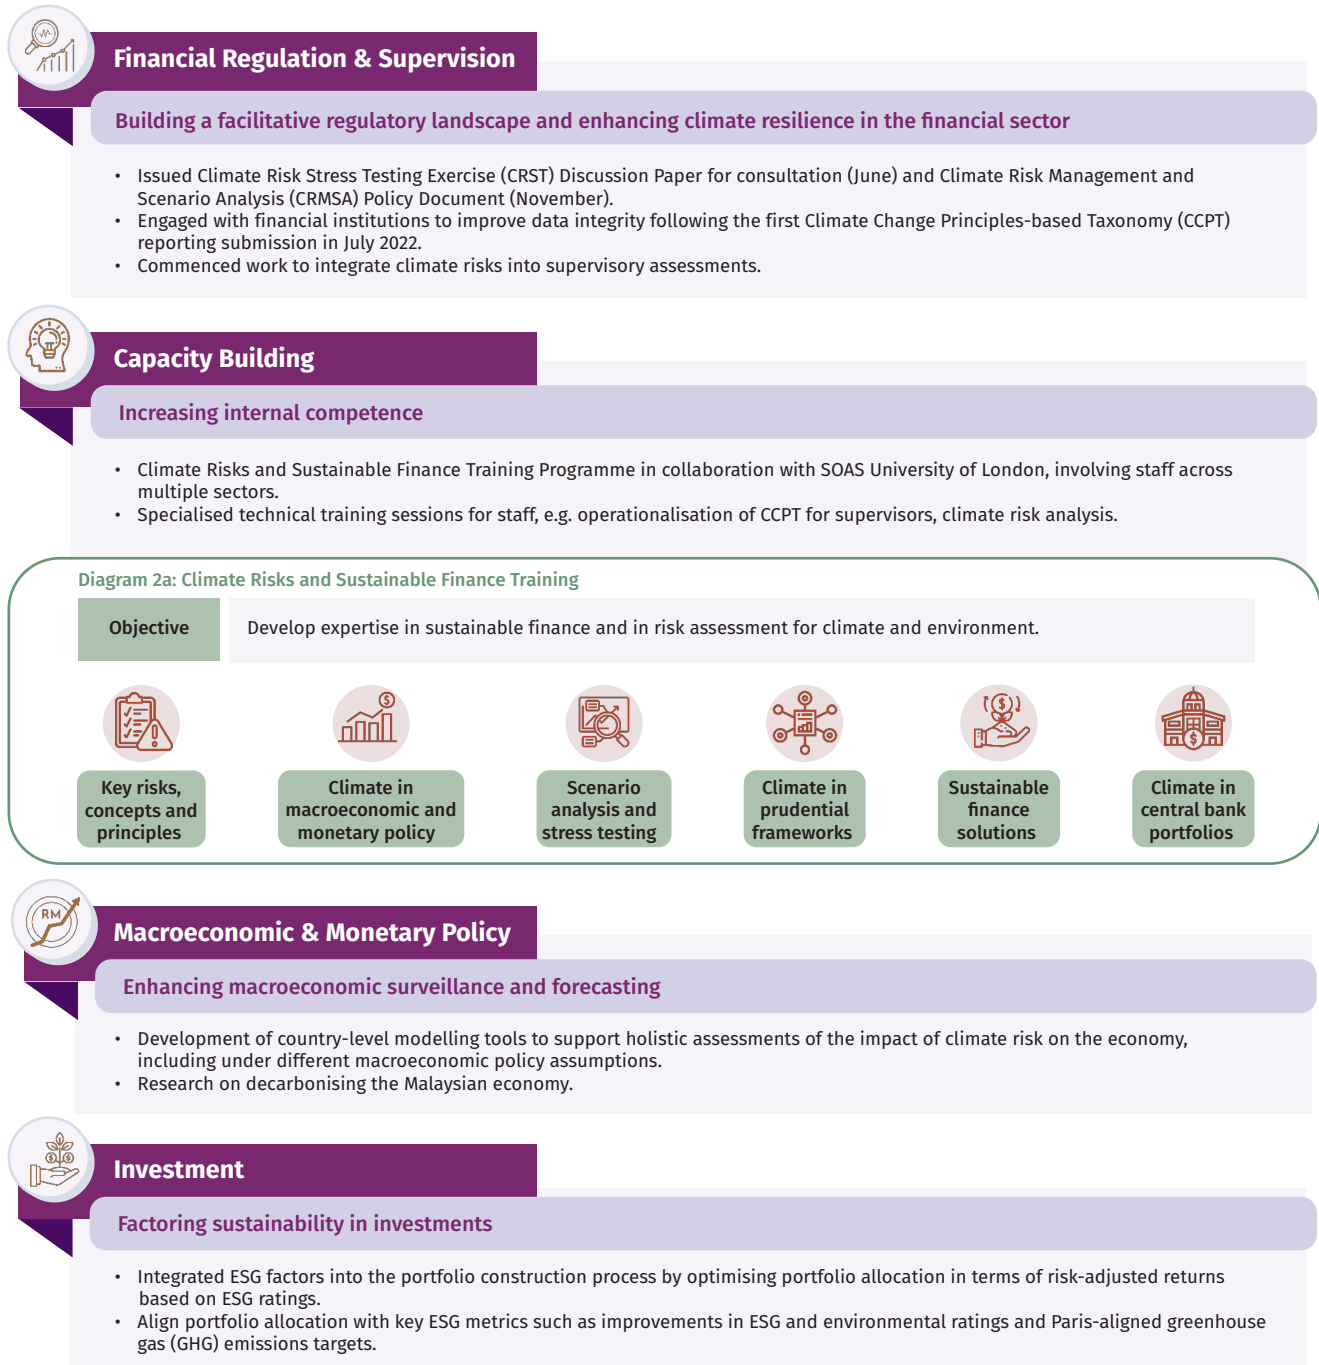 Financial Regulation & Supervision
Building a facilitative regulatory landscape and enhancing climate resilience in the financial sector
• Issued Climate Risk Stress Testing Exercise (CRST) Discussion Paper for consultation (June) and Climate Risk Management and
Scenario Analysis (CRMSA) Policy Document (November).
• Engaged with financial institutions to improve data integrity following the first Climate Change Principles-based Taxonomy (CCPT)
reporting submission in July 2022.
• Commenced work to integrate climate risks into supervisory assessments.
Capacity Building
Increasing internal competence
• Climate Risks and Sustainable Finance Training Programme in collaboration with SOAS University of London, involving staff across
multiple sectors.
• Specialised technical training sessions for staff, e.g. operationalisation of CCPT for supervisors, climate risk analysis.
Diagram 2a: Climate Risks and Sustainable Finance Training
Objective
Develop expertise in sustainable finance and in risk assessment for climate and environment.
$
$
$
Key risks,
concepts and
principles
Climate in
macroeconomic and
monetary policy
Scenario
analysis and
stress testing
Climate in
prudential
frameworks
Sustainable
finance
solutions
Climate in
central bank
portfolios
RM
Macroeconomic & Monetary Policy
Enhancing macroeconomic surveillance and forecasting
• Development of country-level modelling tools to support holistic assessments of the impact of climate risk on the economy,
including under different macroeconomic policy assumptions.
• Research on decarbonising the Malaysian economy.
$ $
Investment
Factoring sustainability in investments
• Integrated ESG factors into the portfolio construction process by optimising portfolio allocation in terms of risk-adjusted returns
based on ESG ratings.
• Align portfolio allocation with key ESG metrics such as improvements in ESG and environmental ratings and Paris-aligned greenhouse
gas (GHG) emissions targets.